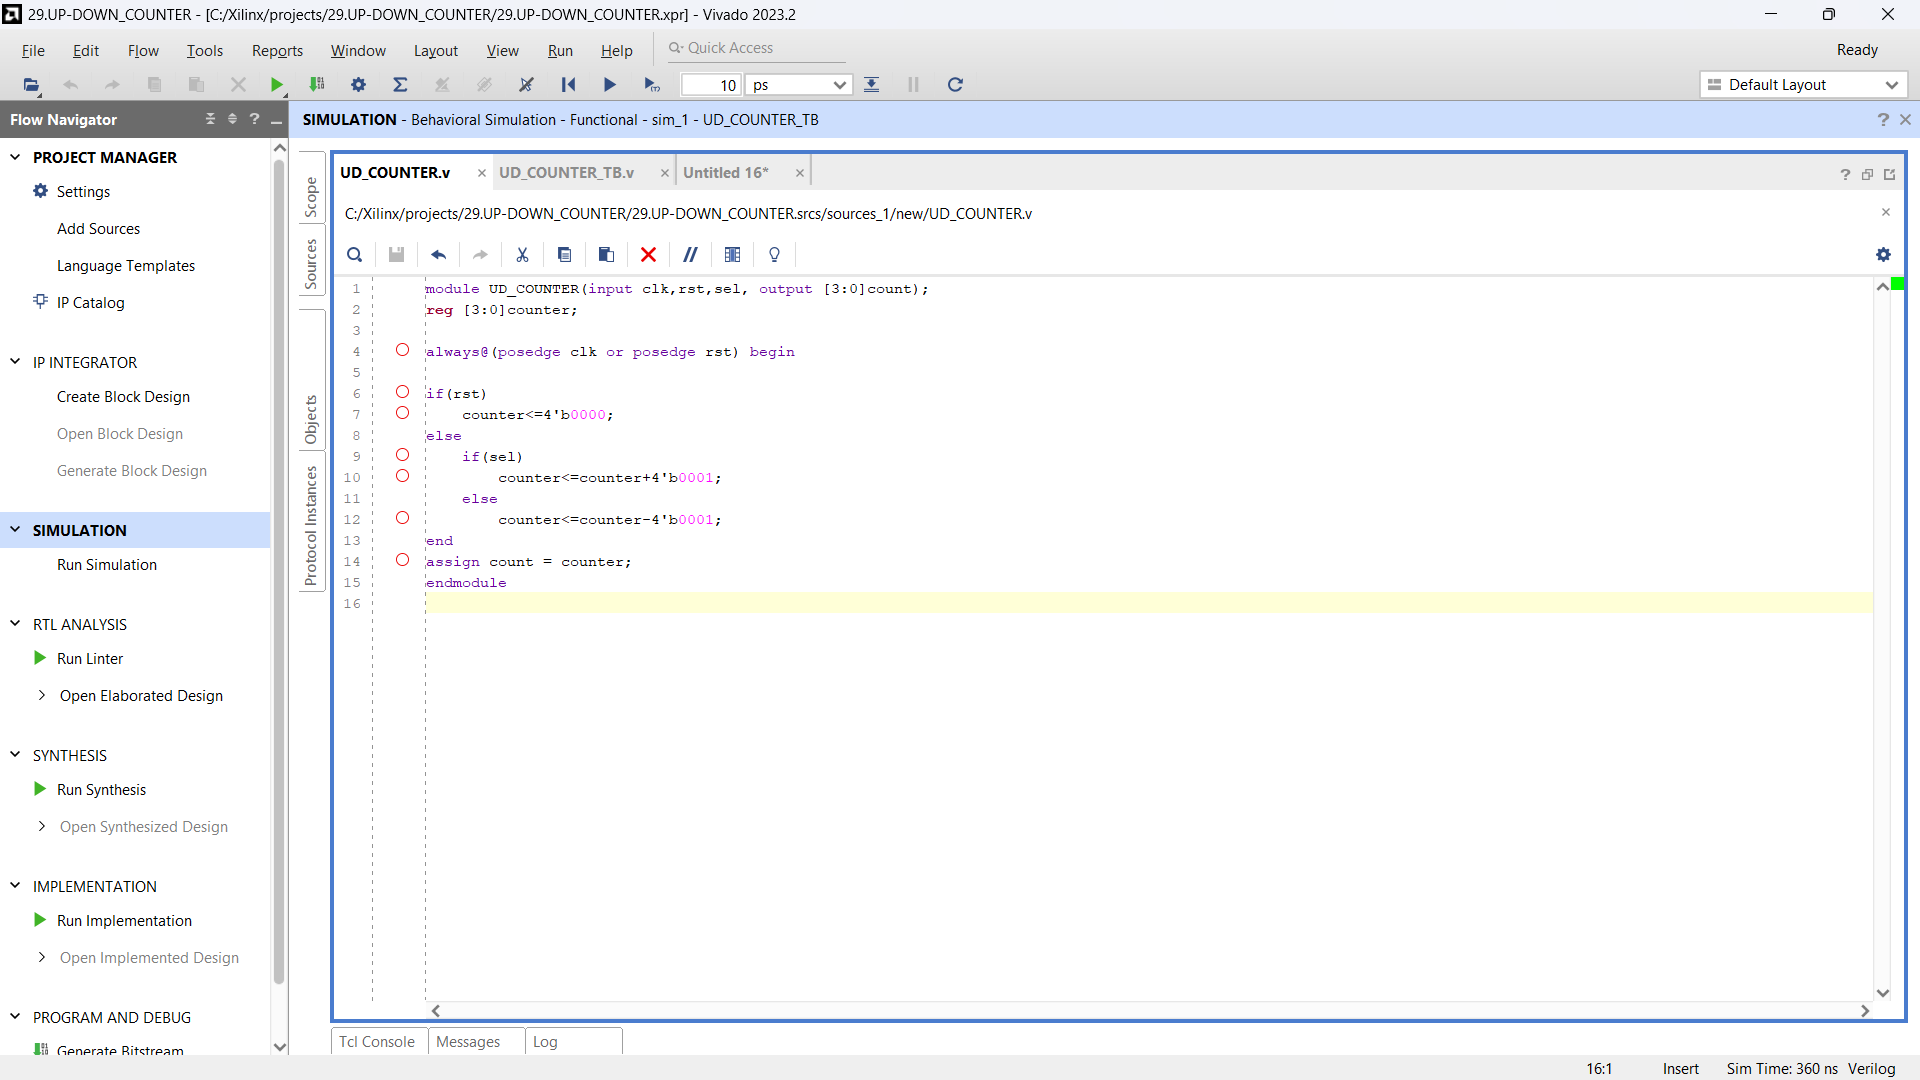 29.UP-DOWN_COUNTER - [C:/Xilinx/projects/29.UP-DOWN_COUNTER/29.UP-DOWN_COUNTER.xpr] - Vivado 2023.2
File Edit Flow Tools Reports Window Layout View Run Help Quick Access Ready
10 ps Default Layout
Flow Navigator
SIMULATION - Behavioral Simulation - Functional - sim_1 - UD_COUNTER_TB
PROJECT MANAGER
Settings
Add Sources
Language Templates
IP Catalog
IP INTEGRATOR
Create Block Design
Open Block Design
Generate Block Design
SIMULATION
Run Simulation
RTL ANALYSIS
Run Linter
Open Elaborated Design
SYNTHESIS
Run Synthesis
Open Synthesized Design
IMPLEMENTATION
Run Implementation
Open Implemented Design
PROGRAM AND DEBUG
Generate Bitstream
Scope
Sources
Objects
Protocol Instances
UD_COUNTER.v UD_COUNTER_TB.v Untitled 16*
C:/Xilinx/projects/29.UP-DOWN_COUNTER/29.UP-DOWN_COUNTER.srcs/sources_1/new/UD_COUNTER.v
1 module UD_COUNTER(input clk,rst,sel, output [3:0]count);
2 reg [3:0]counter;
3
4 always@(posedge clk or posedge rst) begin
5
6 if(rst)
7 counter<=4'b0000;
8 else
9 if(sel)
10 counter<=counter+4'b0001;
11 else
12 counter<=counter-4'b0001;
13 end
14 assign count = counter;
15 endmodule
16
Tcl Console Messages Log
16:1 Insert Sim Time: 360 ns Verilog